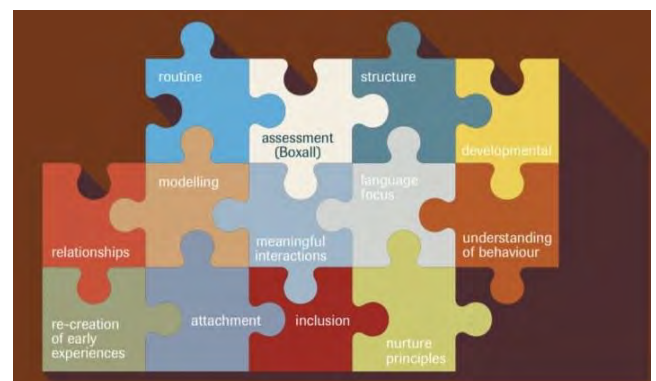 routine
assessment
(Boxall)
structure
developmental
relationships
modelling
meaningful
interactions
language
focus
understanding
of behaviour
re-creation
of early
experiences
attachment
inclusion
nurture
principles